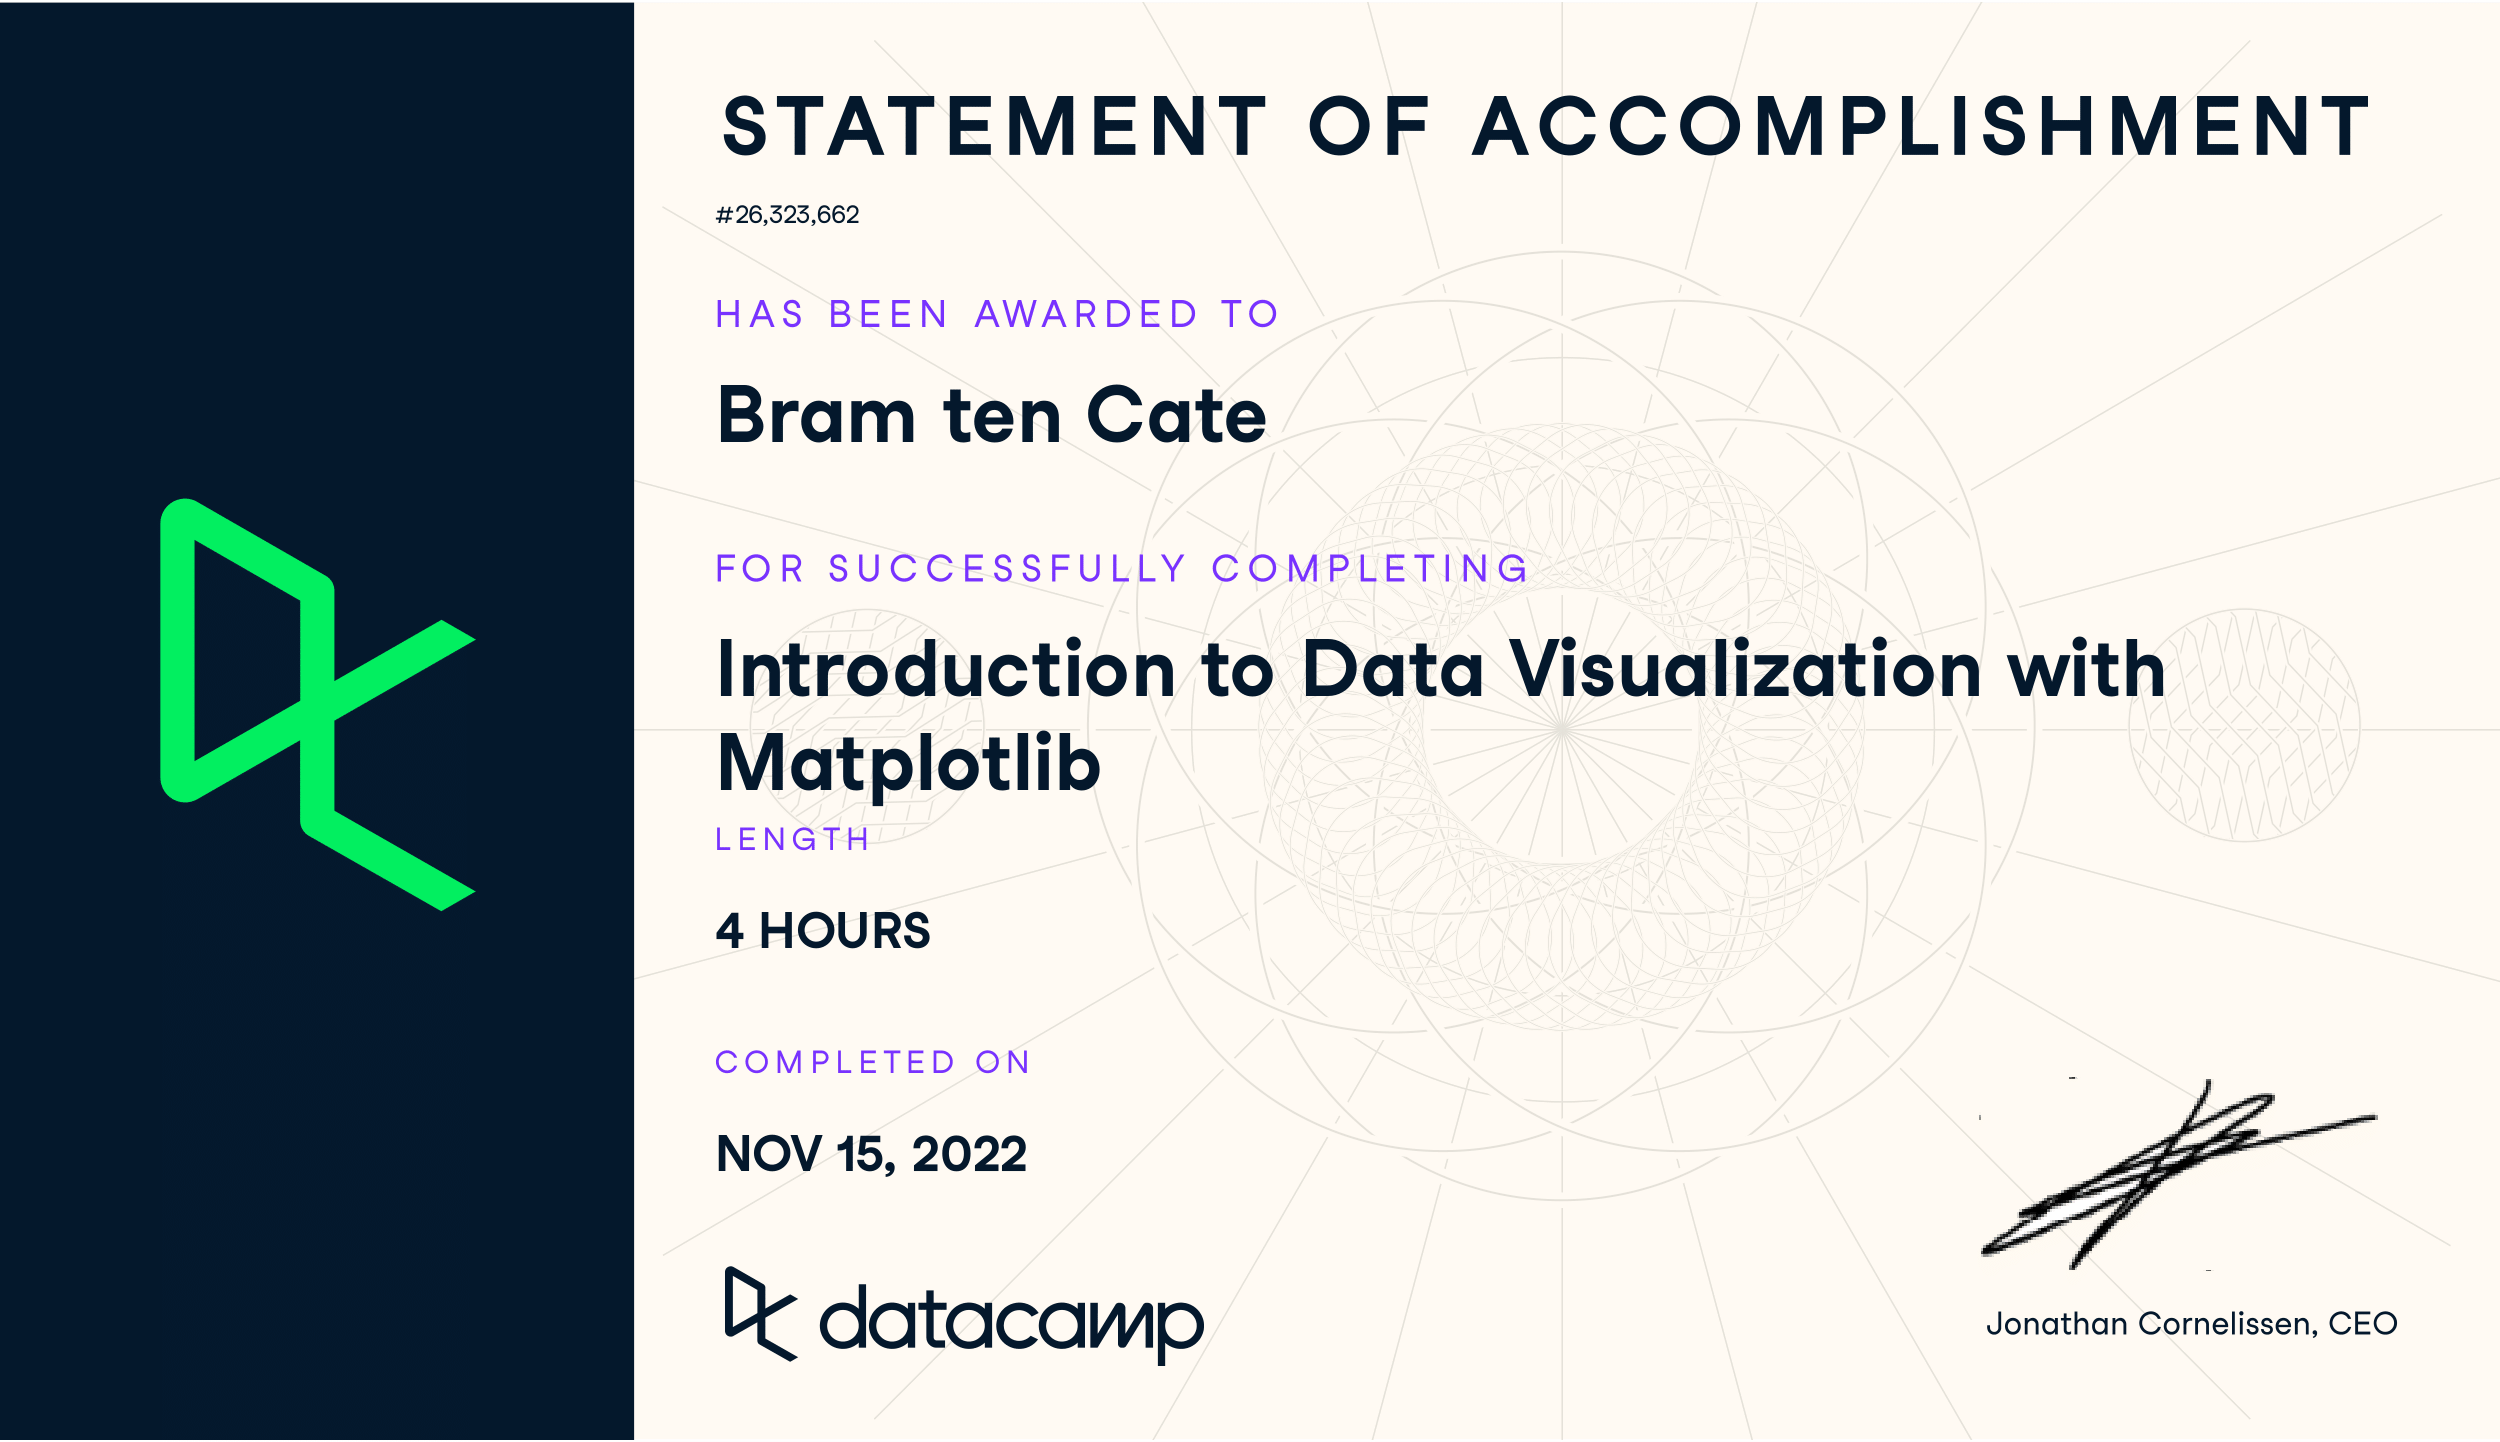 STATEMENT OF ACCOMPLISHMENT
#26,323,662
HAS BEEN AWARDED TO
Bram ten Cate
FOR SUCCESSFULLY COMPLETING
Introduction to Data Visualization with
Matplotlib
LENGTH
4 HOURS
COMPLETED ON
NOV 15, 2022
datacamp
Jonathan Cornelissen, CEO